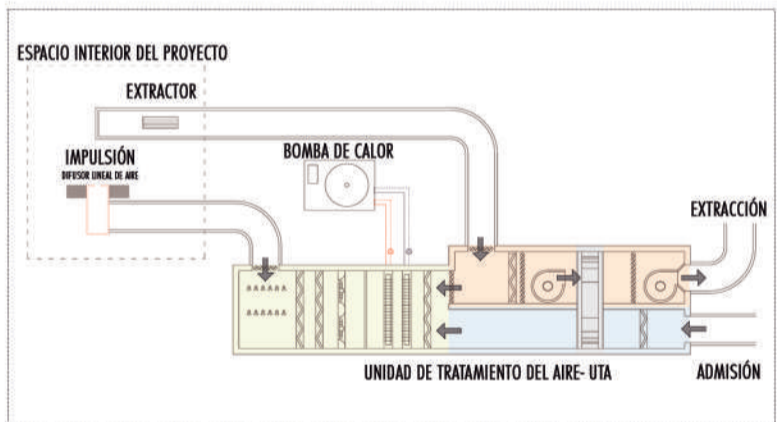 ESPACIO INTERIOR DEL PROYECTO
EXTRACTOR
IMPULSIÓN
DIFUSOR LINEAL DE AIRE
BOMBA DE CALOR
EXTRACCIÓN
UNIDAD DE TRATAMIENTO DEL AIRE- UTA
ADMISIÓN